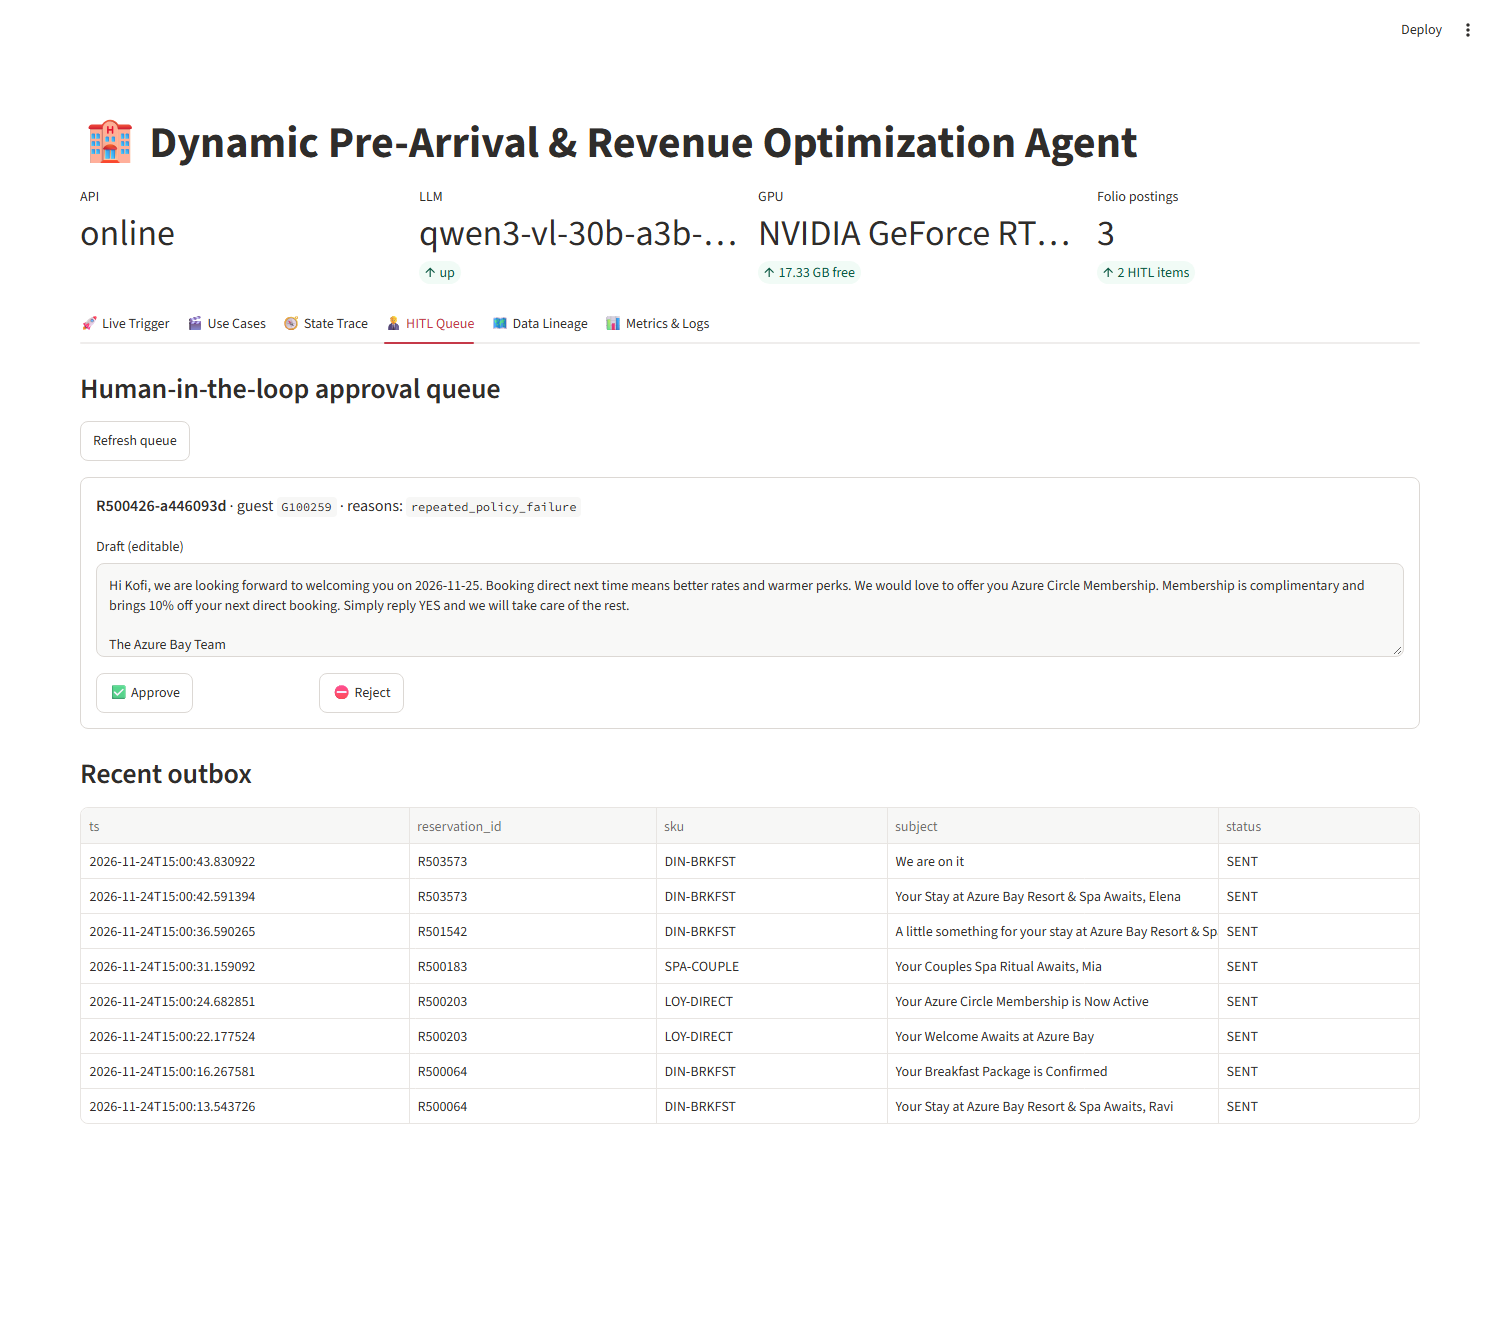 Deploy
Dynamic Pre-Arrival & Revenue Optimization Agent
API
online
LLM
qwen3-vl-30b-a3b-...
↑ up
GPU
NVIDIA GeForce RT...
↑ 17.33 GB free
Folio postings
3
↑ 2 HITL items
Live Trigger
Use Cases
State Trace
HITL Queue
Data Lineage
Metrics & Logs
Human-in-the-loop approval queue
Refresh queue
R500426-a446093d · guest G100259 · reasons: repeated_policy_failure
Draft (editable)
Hi Kofi, we are looking forward to welcoming you on 2026-11-25. Booking direct next time means better rates and warmer perks. We would love to offer you Azure Circle Membership. Membership is complimentary and
brings 10% off your next direct booking. Simply reply YES and we will take care of the rest.
The Azure Bay Team
Approve
Reject
Recent outbox
ts reservation_id sku subject status
2026-11-24T15:00:43.830922 R503573 DIN-BRKFST We are on it SENT
2026-11-24T15:00:42.591394 R503573 DIN-BRKFST Your Stay at Azure Bay Resort & Spa Awaits, Elena SENT
2026-11-24T15:00:36.590265 R501542 DIN-BRKFST A little something for your stay at Azure Bay Resort & Sp SENT
2026-11-24T15:00:31.159092 R500183 SPA-COUPLE Your Couples Spa Ritual Awaits, Mia SENT
2026-11-24T15:00:24.682851 R500203 LOY-DIRECT Your Azure Circle Membership is Now Active SENT
2026-11-24T15:00:22.177524 R500203 LOY-DIRECT Your Welcome Awaits at Azure Bay SENT
2026-11-24T15:00:16.267581 R500064 DIN-BRKFST Your Breakfast Package is Confirmed SENT
2026-11-24T15:00:13.543726 R500064 DIN-BRKFST Your Stay at Azure Bay Resort & Spa Awaits, Ravi SENT